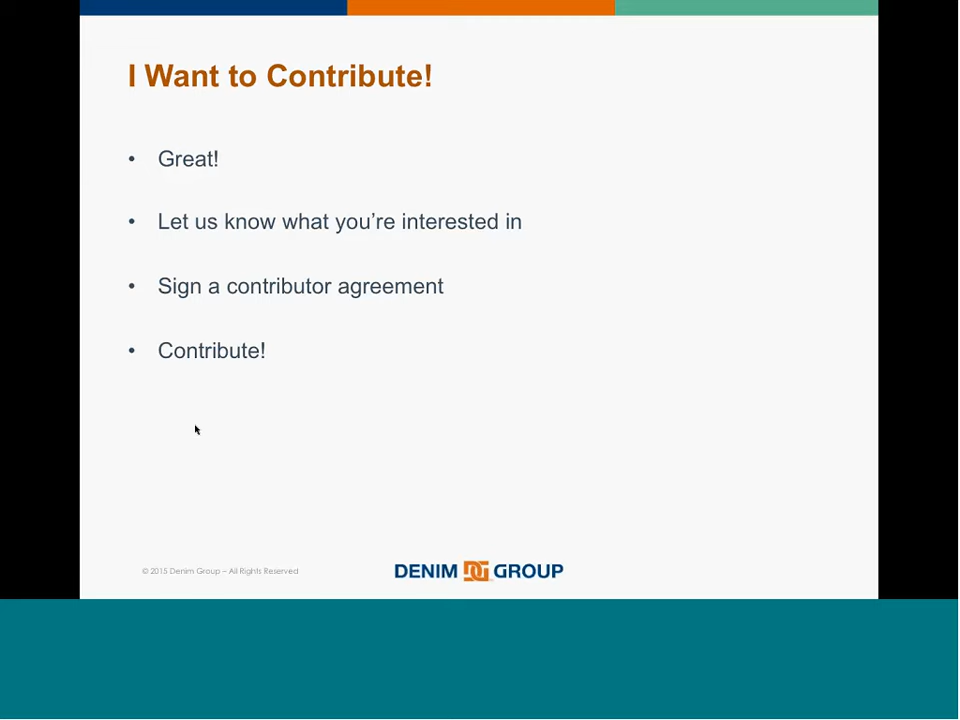 I Want to Contribute!
• Great!
• Let us know what you’re interested in
• Sign a contributor agreement
• Contribute!
© 2015 Denim Group – All Rights Reserved
DENIM DG GROUP